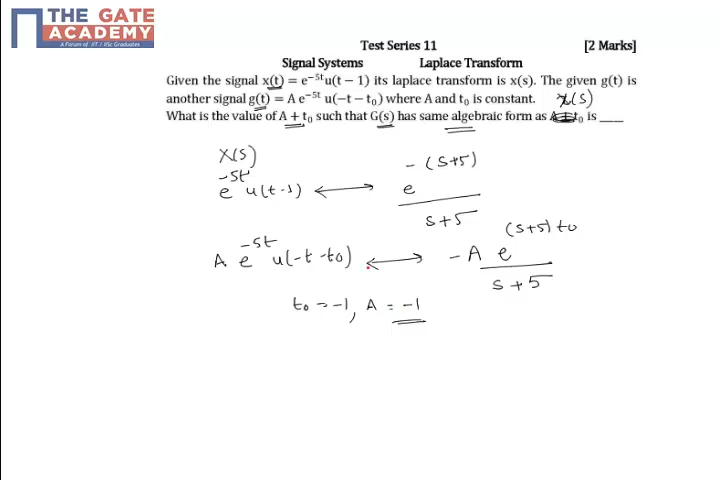 THE GATE
ACADEMY
A Forum of IIT / IISc Graduates
Test Series 11 [2 Marks]
Signal Systems Laplace Transform
Given the signal x(t) = e⁻⁵ᵗu(t − 1) its laplace transform is x(s). The given g(t) is
another signal g(t) = A e⁻⁵ᵗ u(−t − t₀) where A and t₀ is constant. X(S)
What is the value of A + t₀ such that G(s) has same algebraic form as A + t₀ is ____
X(S)
e^(-5t) u(t-1) ⟷ e^(-(s+5)) / (s+5)
A e^(-5t) u(-t-t0) ⟷ -A e^((s+5)t0) / (s+5)
t0 = -1, A = -1